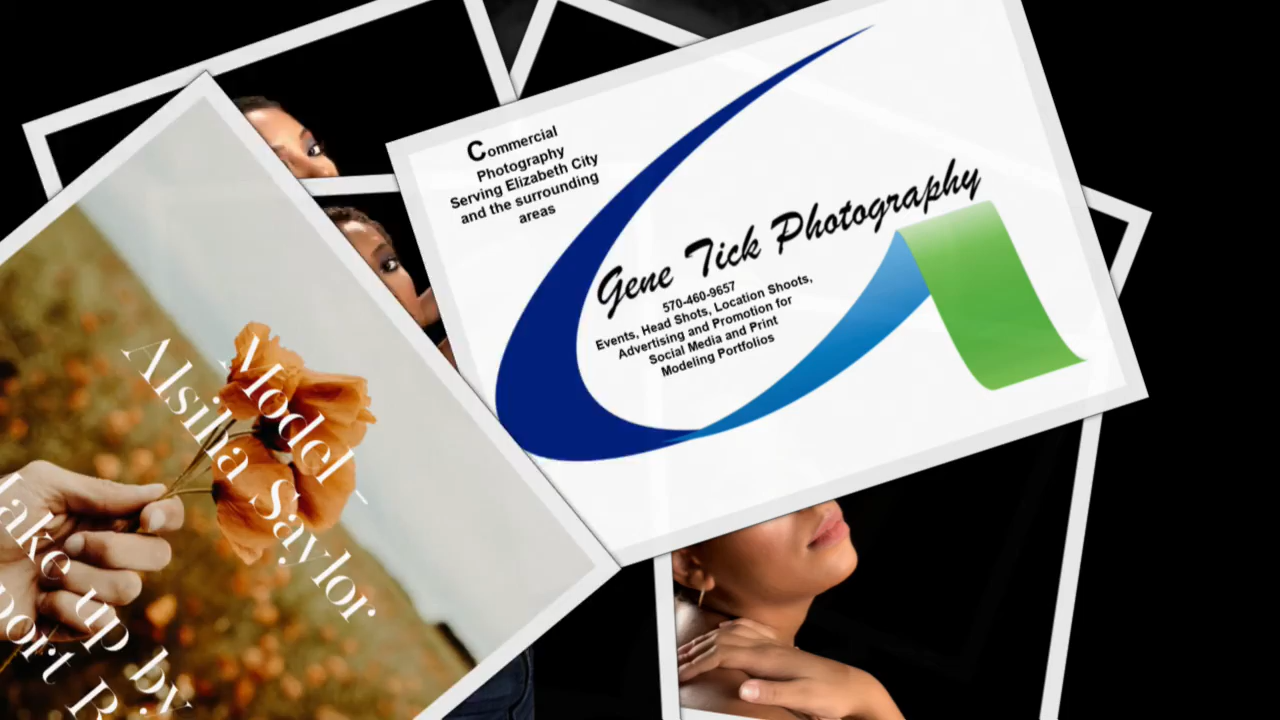 Commercial
Photography
Serving Elizabeth City
and the surrounding
areas
Gene Tick Photography
570-460-9657
Events, Head Shots, Location Shoots,
Advertising and Promotion for
Social Media and Print
Modeling Portfolios
Model -
Alsina Saylor
up by